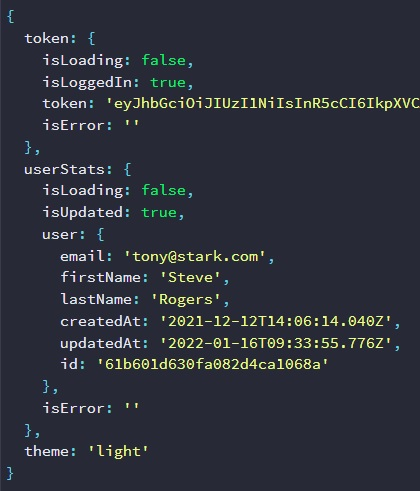 {
  token: {
    isLoading: false,
    isLoggedIn: true,
    token: 'eyJhbGciOiJIUzI1NiIsInR5cCI6IkpXVC
    isError: ''
  },
  userStats: {
    isLoading: false,
    isUpdated: true,
    user: {
      email: 'tony@stark.com',
      firstName: 'Steve',
      lastName: 'Rogers',
      createdAt: '2021-12-12T14:06:14.040Z',
      updatedAt: '2022-01-16T09:33:55.776Z',
      id: '61b601d630fa082d4ca1068a'
    },
    isError: ''
  },
  theme: 'light'
}